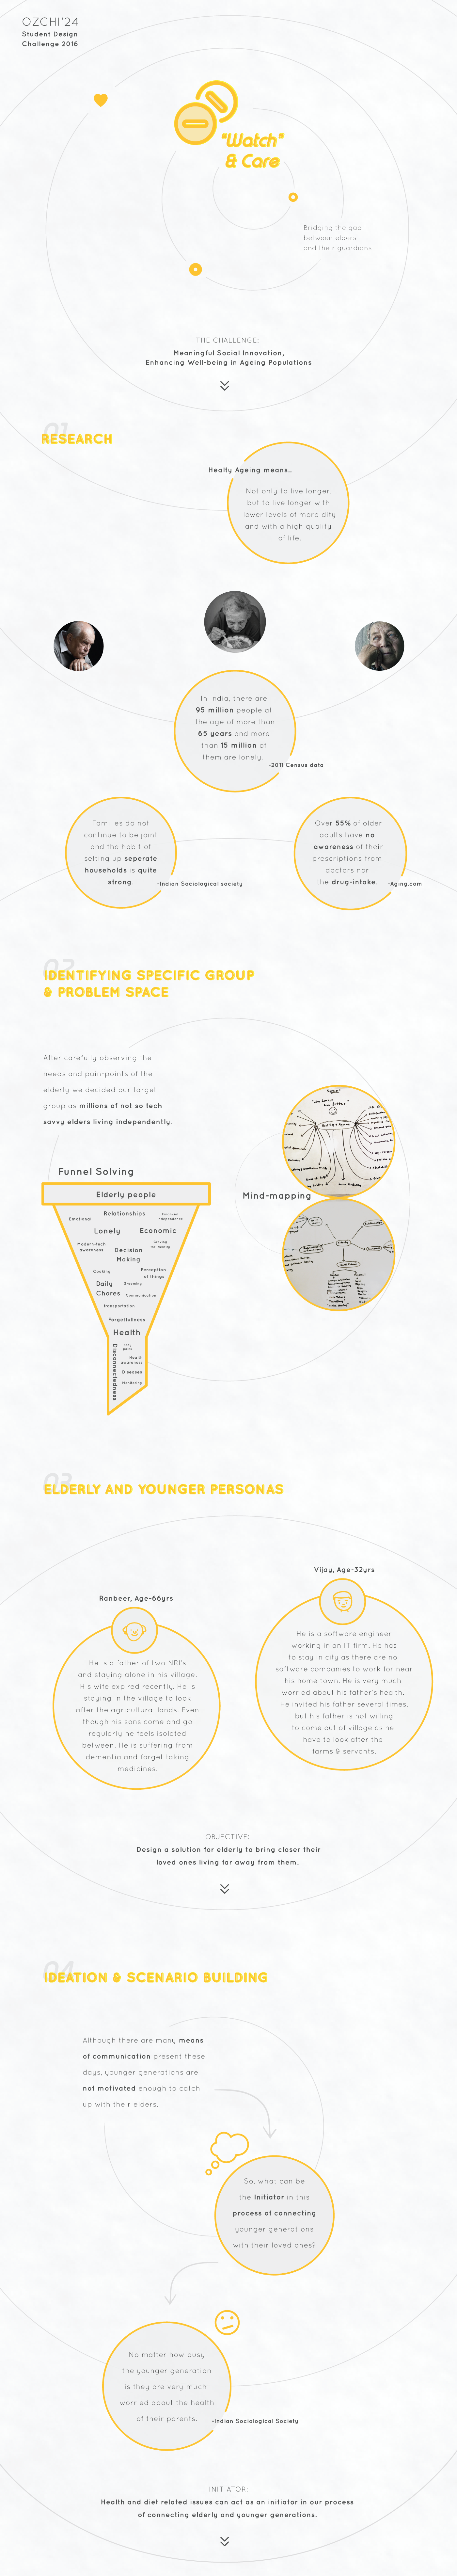 OZCHI'24
Student Design
Challenge 2016
"Watch"
& Care
Bridging the gap
between elders
and their guardians
THE CHALLENGE:
Meaningful Social Innovation,
Enhancing Well-being in Ageing Populations
01
RESEARCH
Healty Ageing means...
Not only to live longer,
but to live longer with
lower levels of morbidity
and with a high quality
of life.
In India, there are
95 million people at
the age of more than
65 years and more
than 15 million of
them are lonely.
-2011 Census data
Families do not
continue to be joint
and the habit of
setting up seperate
households is quite
strong.
-Indian Sociological society
Over 55% of older
adults have no
awareness of their
prescriptions from
doctors nor
the drug-intake.
-Aging.com
02
IDENTIFYING SPECIFIC GROUP
& PROBLEM SPACE
After carefully observing the
needs and pain-points of the
elderly we decided our target
group as millions of not so tech
savvy elders living independently.
Funnel Solving
Elderly people
Emotional
Relationships
Financial
independence
Lonely
Economic
Modern-tech
awareness
Decision
Making
Cooking
Perception
of things
Daily
Chores
Grooming
Communication
Transportation
Forgetfullness
Health
Disconnectedness
Body
pains
Health
awareness
Diseases
Monitoring
Mind-mapping
03
ELDERLY AND YOUNGER PERSONAS
Ranbeer, Age-66yrs
He is a father of two NRI's
and staying alone in his village.
His wife expired recently. He is
staying in the village to look
after the agricultural lands. Even
though his sons come and go
regularly he feels isolated
between. He is suffering from
dementia and forget taking
medicines.
Vijay, Age-32yrs
He is a software engineer
working in an IT firm. He has
to stay in city as there are no
software companies to work for near
his home town. He is very much
worried about his father's health.
He invited his father several times,
but his father is not willing
to come out of village as he
have to look after the
farms & servants.
OBJECTIVE:
Design a solution for elderly to bring closer their
loved ones living far away from them.
04
IDEATION & SCENARIO BUILDING
Although there are many means
of communication present these
days, younger generations are
not motivated enough to catch
up with their elders.
So, what can be
the Initiator in this
process of connecting
younger generations
with their loved ones?
No matter how busy
the younger generation
is they are very much
worried about the health
of their parents.
-Indian Sociological Society
INITIATOR:
Health and diet related issues can act as an initiator in our process
of connecting elderly and younger generations.